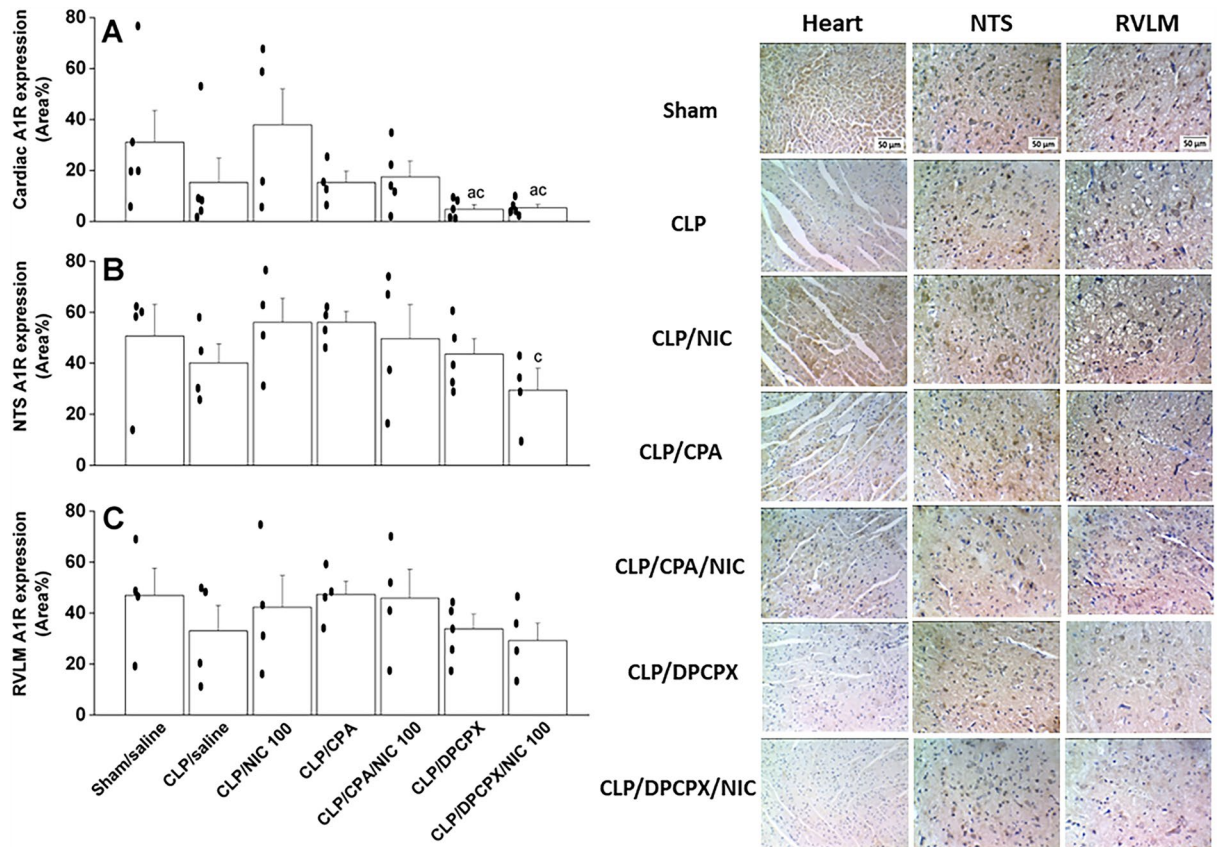 A
Cardiac A1R expression
(Area%)
80
60
40
20
0
ac
ac
B
NTS A1R expression
(Area%)
80
60
40
20
0
c
C
RVLM A1R expression
(Area%)
80
60
40
20
0
Sham/saline
CLP/saline
CLP/NIC 100
CLP/CPA
CLP/CPA/NIC 100
CLP/DPCPX
CLP/DPCPX/NIC 100
Heart
NTS
RVLM
Sham
50 µm
50 µm
50 µm
CLP
CLP/NIC
CLP/CPA
CLP/CPA/NIC
CLP/DPCPX
CLP/DPCPX/NIC